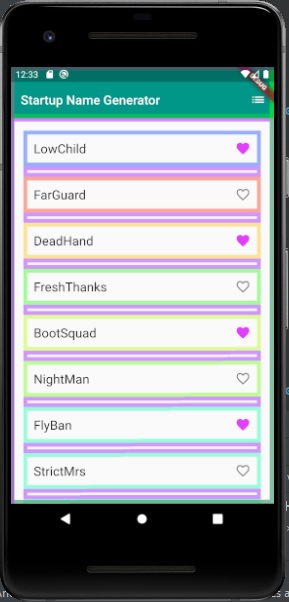 12:33
Startup Name Generator
LowChild
FarGuard
DeadHand
FreshThanks
BootSquad
NightMan
FlyBan
StrictMrs